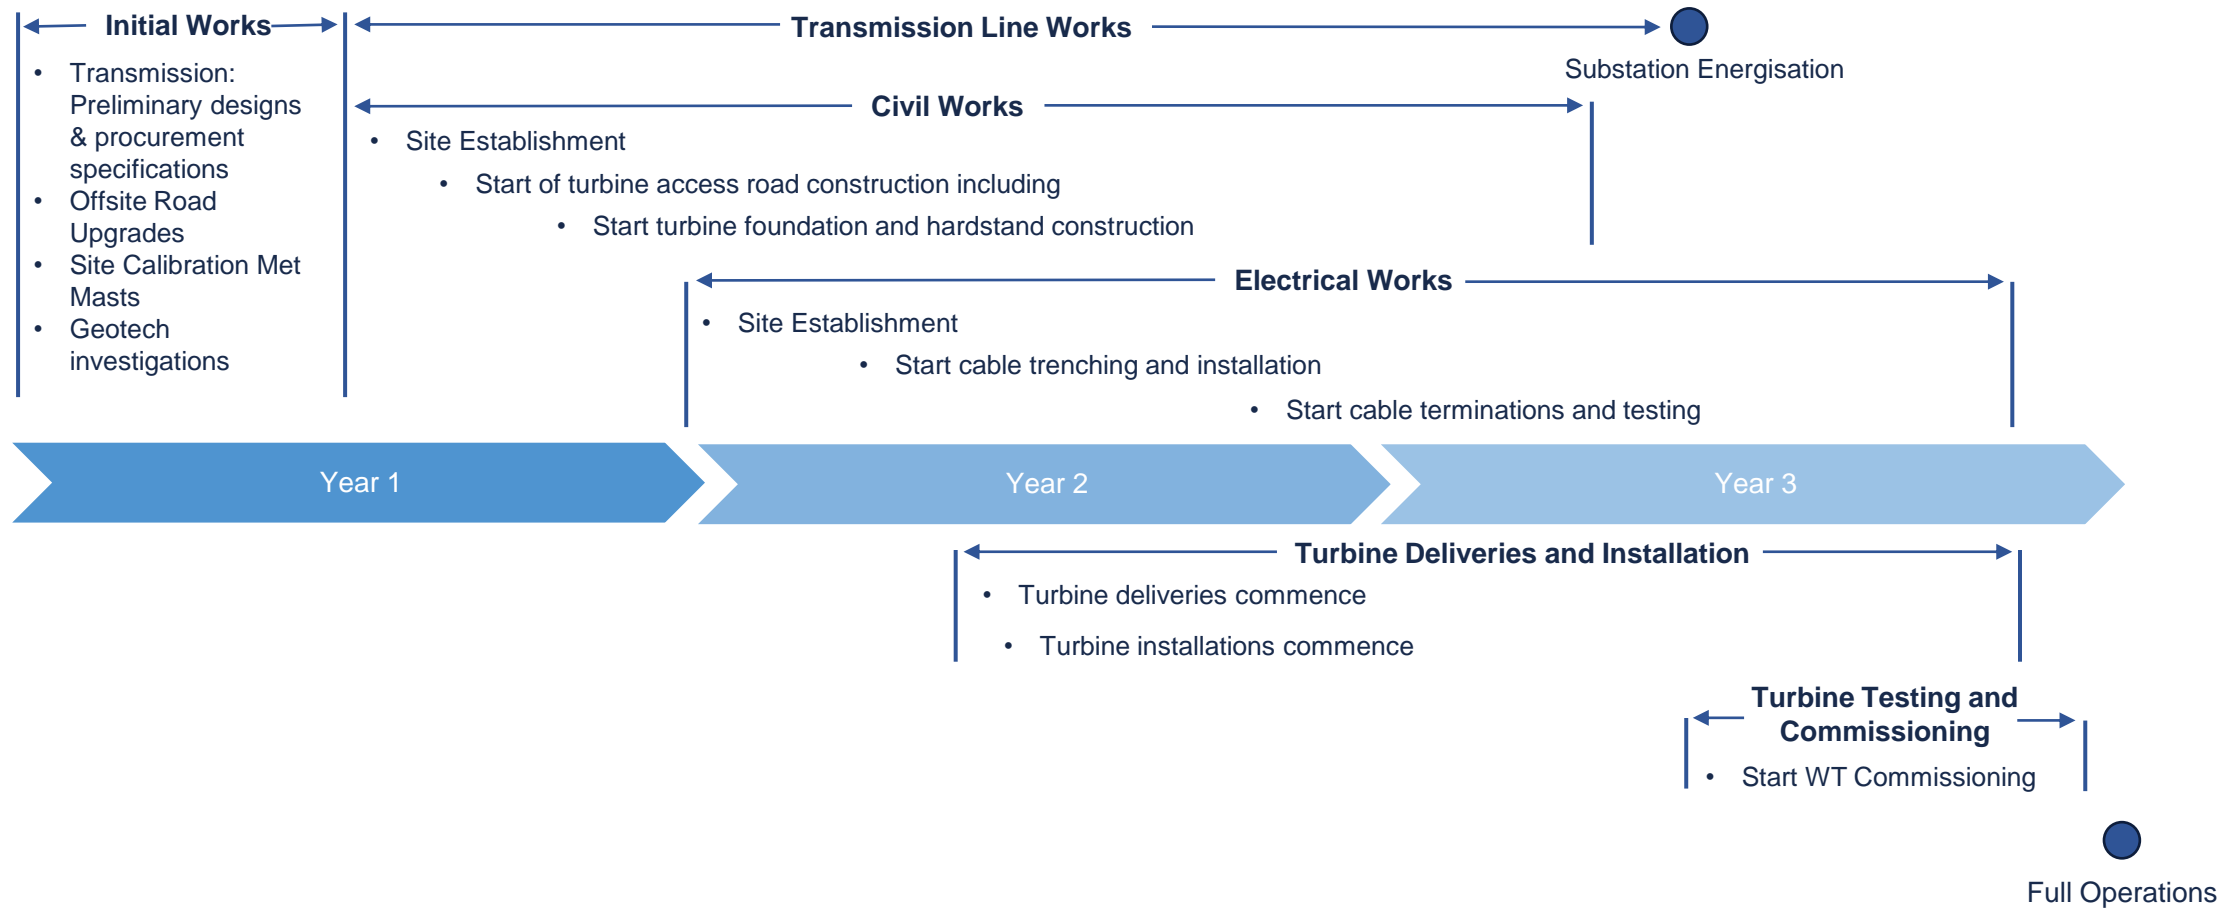 Initial Works
Transmission Line Works
Substation Energisation
• Transmission:
Preliminary designs
& procurement
specifications
• Offsite Road
Upgrades
• Site Calibration Met
Masts
• Geotech
investigations
Civil Works
• Site Establishment
• Start of turbine access road construction including
• Start turbine foundation and hardstand construction
Electrical Works
• Site Establishment
• Start cable trenching and installation
• Start cable terminations and testing
Year 1
Year 2
Year 3
Turbine Deliveries and Installation
• Turbine deliveries commence
• Turbine installations commence
Turbine Testing and
Commissioning
• Start WT Commissioning
Full Operations